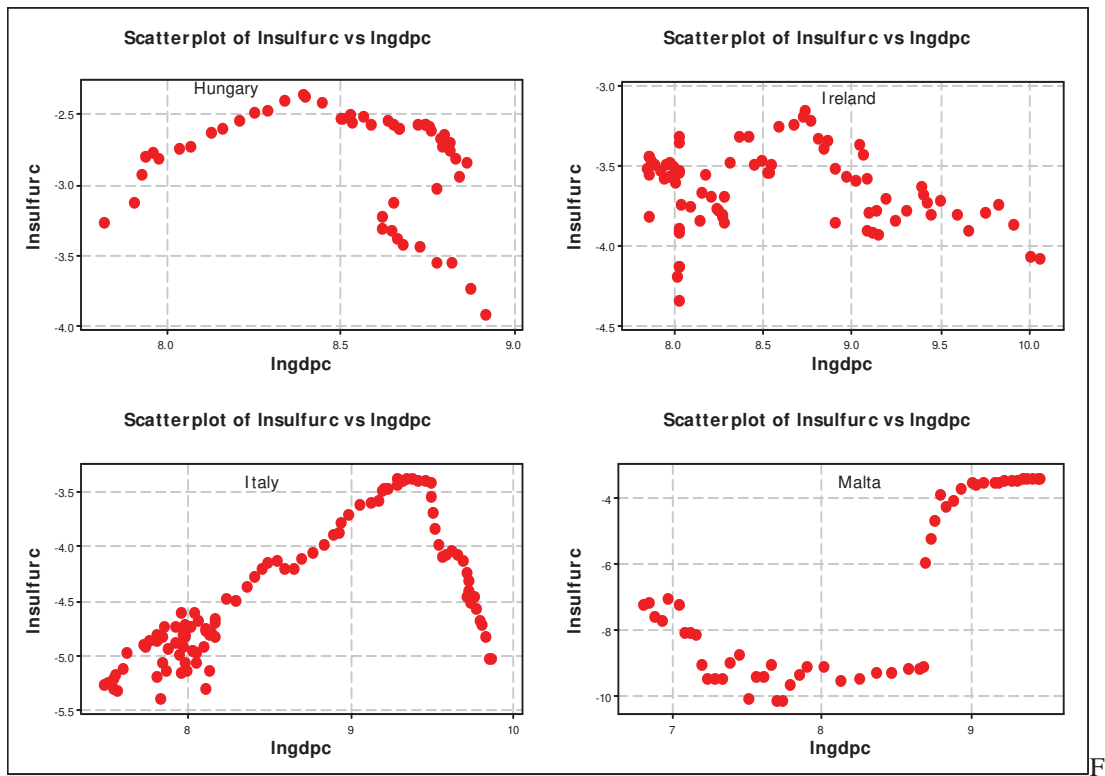 Scatterplot of lnsulfurc vs lngdpc
Hungary
lnsulfurc
-2.5
-3.0
-3.5
-4.0
8.0 8.5 9.0
lngdpc
Scatterplot of lnsulfurc vs lngdpc
Ireland
lnsulfurc
-3.0
-3.5
-4.0
-4.5
8.0 8.5 9.0 9.5 10.0
lngdpc
Scatterplot of lnsulfurc vs lngdpc
Italy
lnsulfurc
-3.5
-4.0
-4.5
-5.0
-5.5
8 9 10
lngdpc
Scatterplot of lnsulfurc vs lngdpc
Malta
lnsulfurc
-4
-6
-8
-10
7 8 9
lngdpc
F